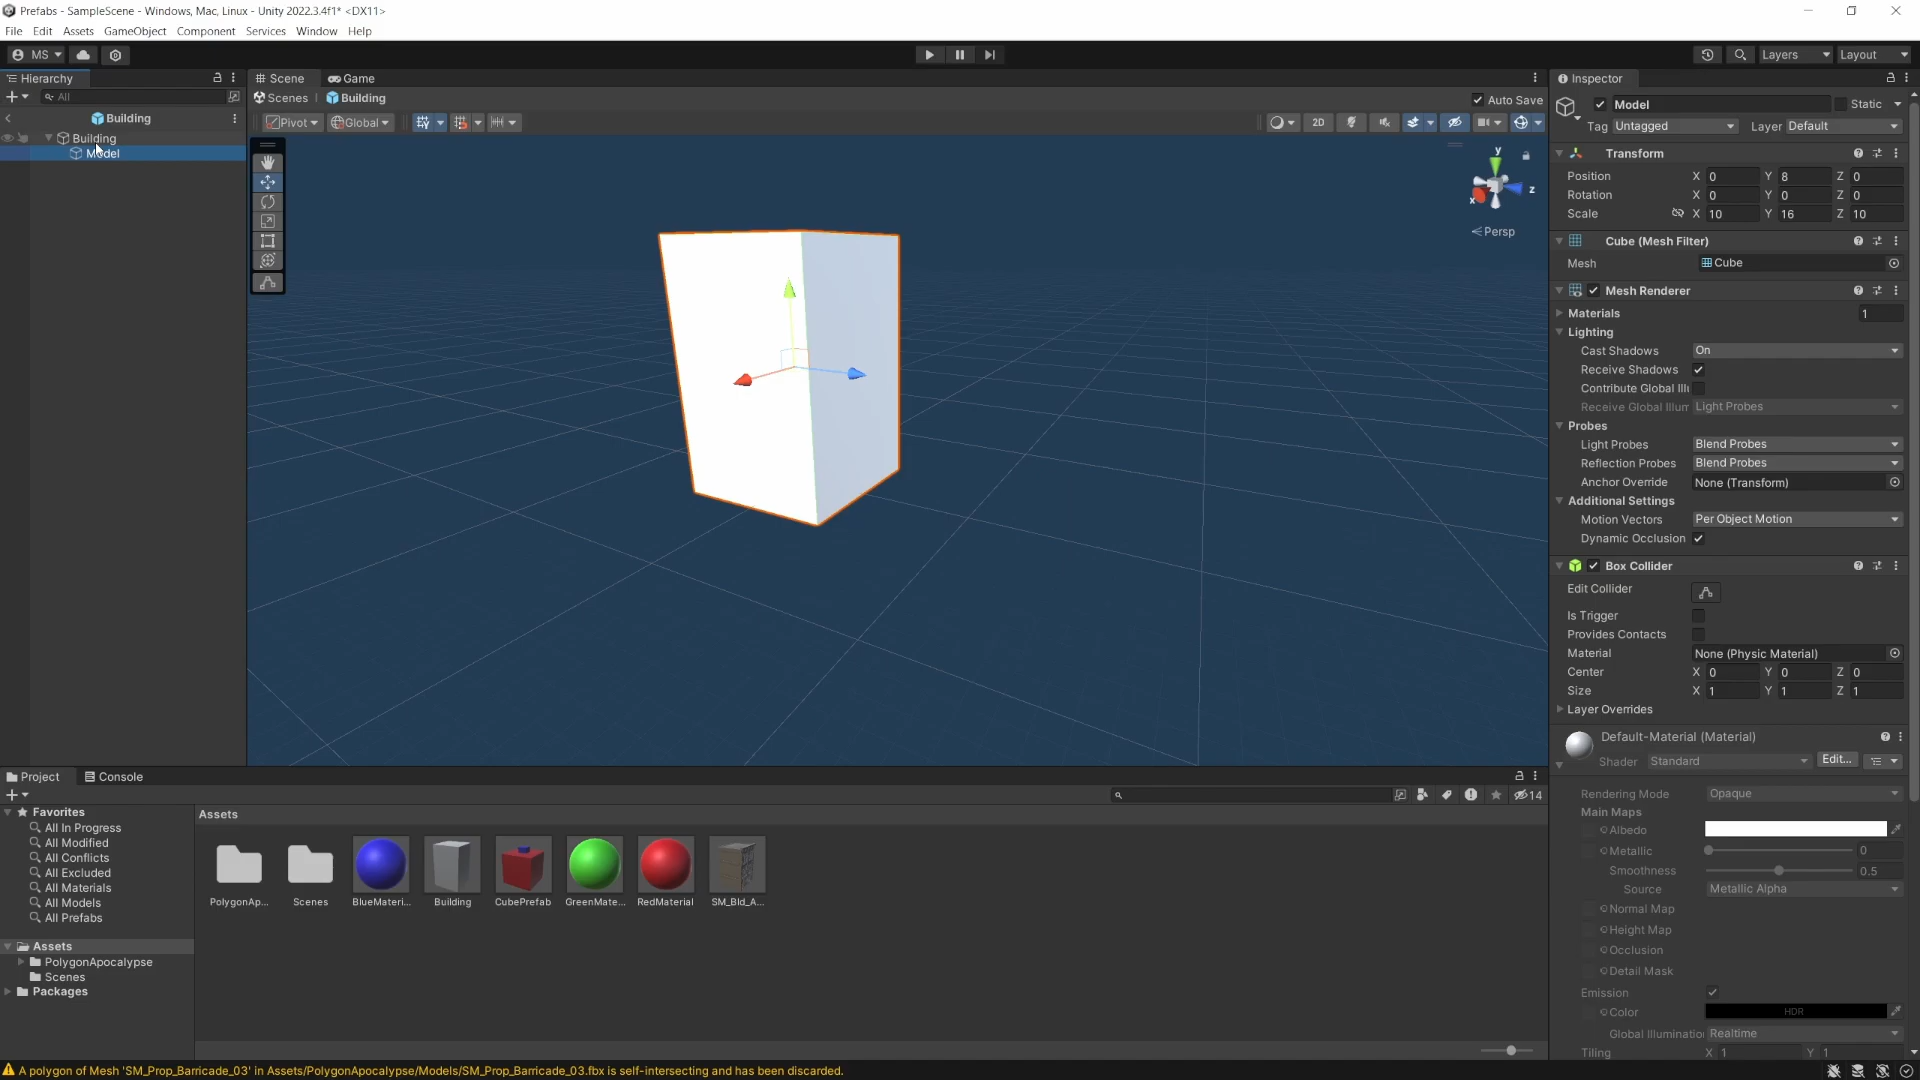 Prefabs - SampleScene - Windows, Mac, Linux - Unity 2022.3.4f1* <DX11>
File Edit Assets GameObject Component Services Window Help
MS Layers Layout
Hierarchy
All
Building
Building
Model
Scene Game
Scenes Building Auto Save
Pivot Global 2D
y
z
x
Persp
Inspector
Model Static
Tag Untagged Layer Default
Transform
Position X 0 Y 8 Z 0
Rotation X 0 Y 0 Z 0
Scale X 10 Y 16 Z 10
Cube (Mesh Filter)
Mesh Cube
Mesh Renderer
Materials 1
Lighting
Cast Shadows On
Receive Shadows
Contribute Global Illu
Receive Global Illum Light Probes
Probes
Light Probes Blend Probes
Reflection Probes Blend Probes
Anchor Override None (Transform)
Additional Settings
Motion Vectors Per Object Motion
Dynamic Occlusion
Box Collider
Edit Collider
Is Trigger
Provides Contacts
Material None (Physic Material)
Center X 0 Y 0 Z 0
Size X 1 Y 1 Z 1
Layer Overrides
Default-Material (Material)
Shader Standard Edit...
Rendering Mode Opaque
Main Maps
Albedo
Metallic 0
Smoothness 0.5
Source Metallic Alpha
Normal Map
Height Map
Occlusion
Detail Mask
Emission
Color HDR
Global Illumination Realtime
Tiling X 1 Y 1
Project Console
14
Favorites
All In Progress
All Modified
All Conflicts
All Excluded
All Materials
All Models
All Prefabs
Assets
PolygonApocalypse
Scenes
Packages
Assets
PolygonAp... Scenes BlueMateri... Building CubePrefab GreenMate... RedMaterial SM_Bld_A...
A polygon of Mesh 'SM_Prop_Barricade_03' in Assets/PolygonApocalypse/Models/SM_Prop_Barricade_03.fbx is self-intersecting and has been discarded.